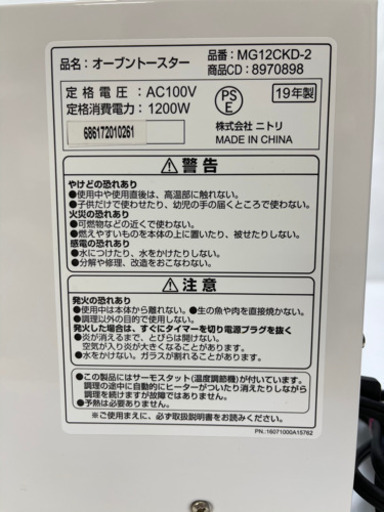 品名：オーブントースター
品番：MG12CKD-2
商品CD：8970898
定格電圧：AC100V
定格消費電力：1200W
686172010261
PS
E
19年製
株式会社 ニトリ
MADE IN CHINA
警告
やけどの恐れあり
●使用中や使用直後は、高温部に触れない。
●子供だけで使わせたり、幼児の手の届くところで使わない。
火災の恐れあり
●可燃物などの近くで使わない。
●燃えやすいものを本体の上に置いたり、被せたりしない。
感電の恐れあり
●水につけたり、水をかけたりしない。
●分解や修理、改造をおこなわない。
注意
発火の恐れあり
●使用中は本体から離れない。●生の魚や肉を直接焼かない。
●調理以外の目的で使用しない。
発火した場合は、すぐにタイマーを切り電源プラグを抜く
●炎が消えるまで、とびらは開けない。
空気が入り炎が大きくなることがあります。
●水をかけない。ガラスが割れることがあります。
●この製品にはサーモスタット(温度調節機)が付いています。
調理の途中に自動的にヒーターがついたり消えたりしながら
調理を続けますが故障ではありません。
●予熱は必要ありません。
※ご使用まえに、必ず取扱説明書をお読みください。
PN.:16071000A15762